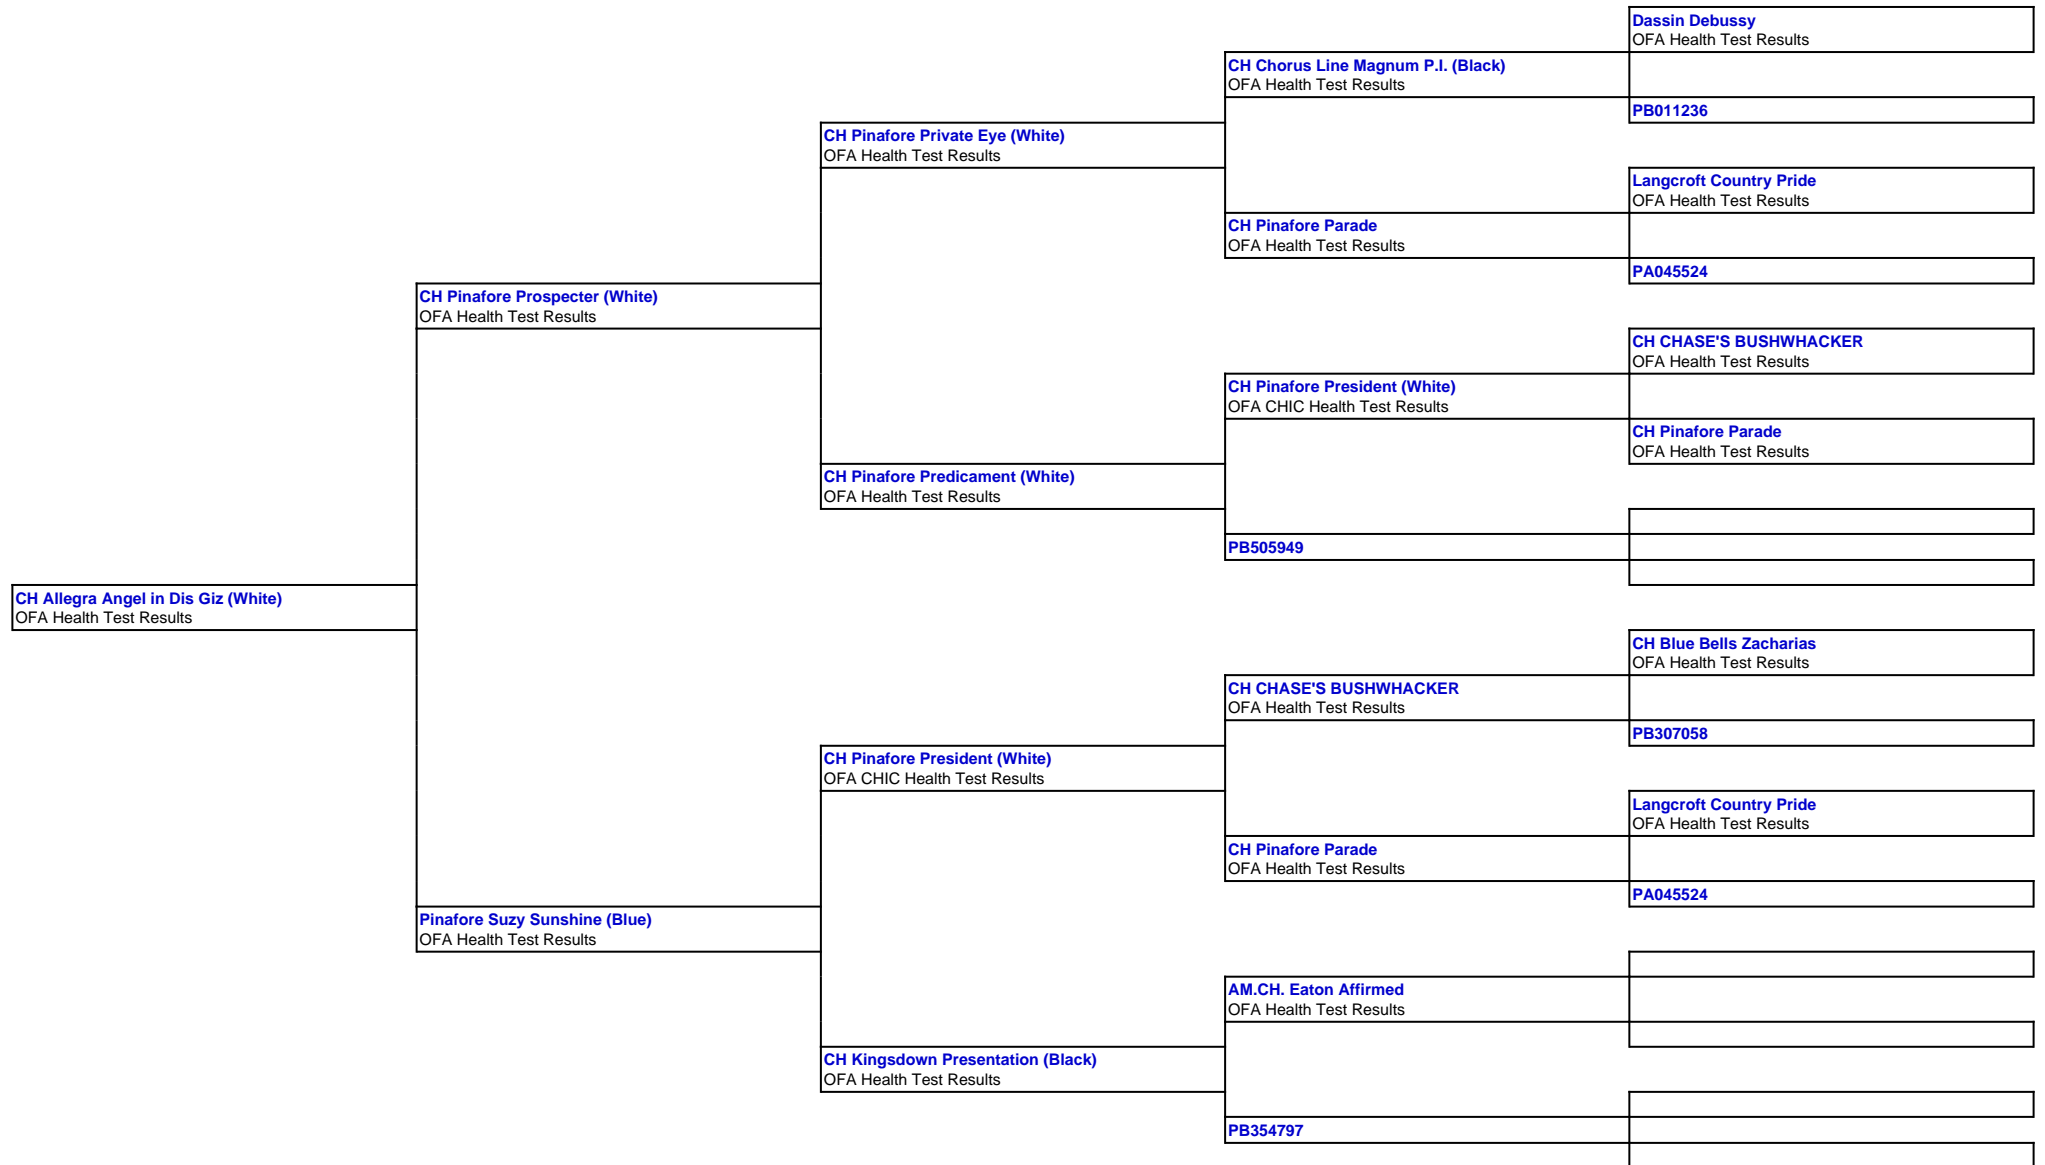 Dassin Debussy
OFA Health Test Results
CH Chorus Line Magnum P.I. (Black)
OFA Health Test Results
PB011236
CH Pinafore Private Eye (White)
OFA Health Test Results
Langcroft Country Pride
OFA Health Test Results
CH Pinafore Parade
OFA Health Test Results
PA045524
CH Pinafore Prospecter (White)
OFA Health Test Results
CH CHASE'S BUSHWHACKER
OFA Health Test Results
CH Pinafore President (White)
OFA CHIC Health Test Results
CH Pinafore Parade
OFA Health Test Results
CH Pinafore Predicament (White)
OFA Health Test Results
PB505949
CH Allegra Angel in Dis Giz (White)
OFA Health Test Results
CH Blue Bells Zacharias
OFA Health Test Results
CH CHASE'S BUSHWHACKER
OFA Health Test Results
PB307058
CH Pinafore President (White)
OFA CHIC Health Test Results
Langcroft Country Pride
OFA Health Test Results
CH Pinafore Parade
OFA Health Test Results
PA045524
Pinafore Suzy Sunshine (Blue)
OFA Health Test Results
AM.CH. Eaton Affirmed
OFA Health Test Results
CH Kingsdown Presentation (Black)
OFA Health Test Results
PB354797